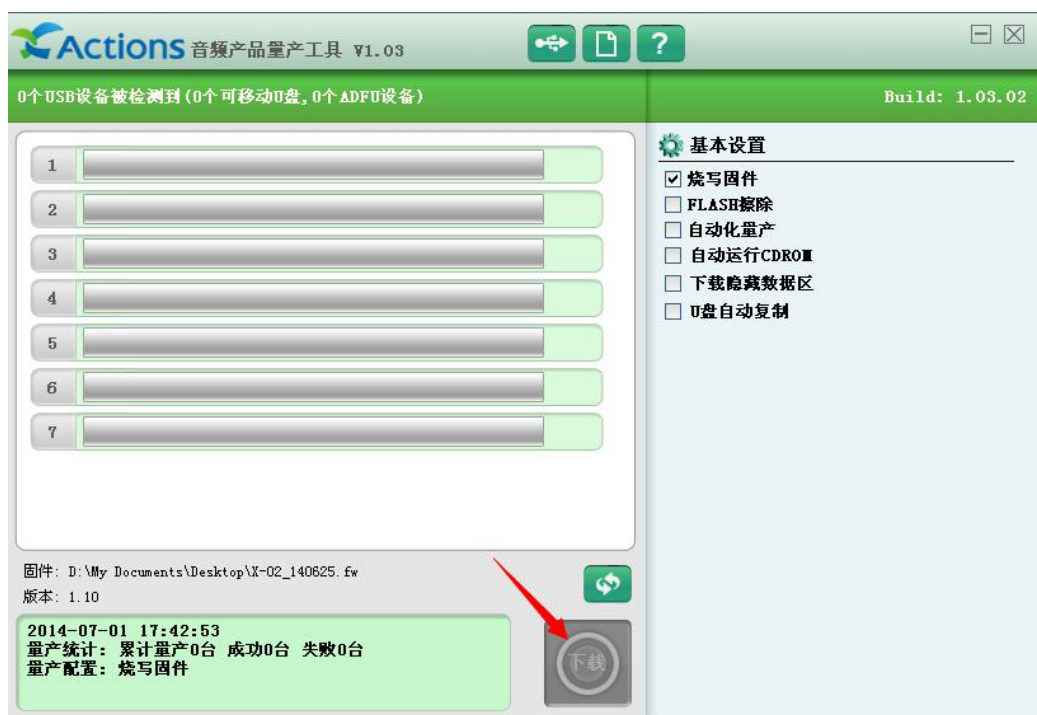 Actions 音频产品量产工具 V1.03
?
0个USB设备被检测到(0个可移动U盘,0个ADFU设备)
Build: 1.03.02
1
2
3
4
5
6
7
基本设置
烧写固件
FLASH擦除
自动化量产
自动运行CDROM
下载隐藏数据区
U盘自动复制
固件: D:\My Documents\Desktop\X-02_140625.fw
版本: 1.10
2014-07-01 17:42:53
量产统计: 累计量产0台 成功0台 失败0台
量产配置: 烧写固件
下载